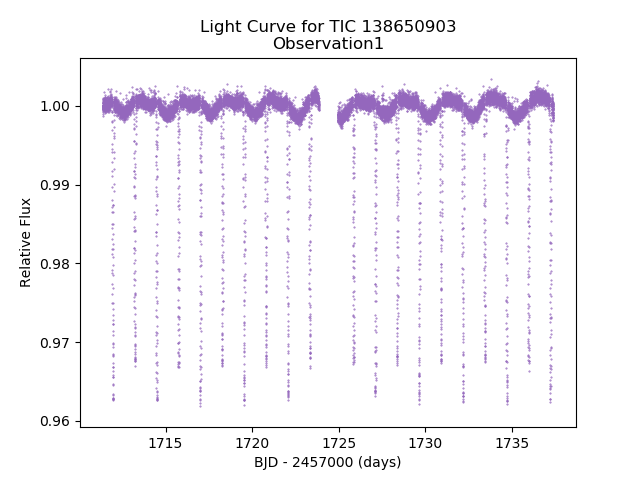 Light Curve for TIC 138650903
Observation1
1.00
0.99
0.98
0.97
0.96
Relative Flux
1715
1720
1725
1730
1735
BJD - 2457000 (days)